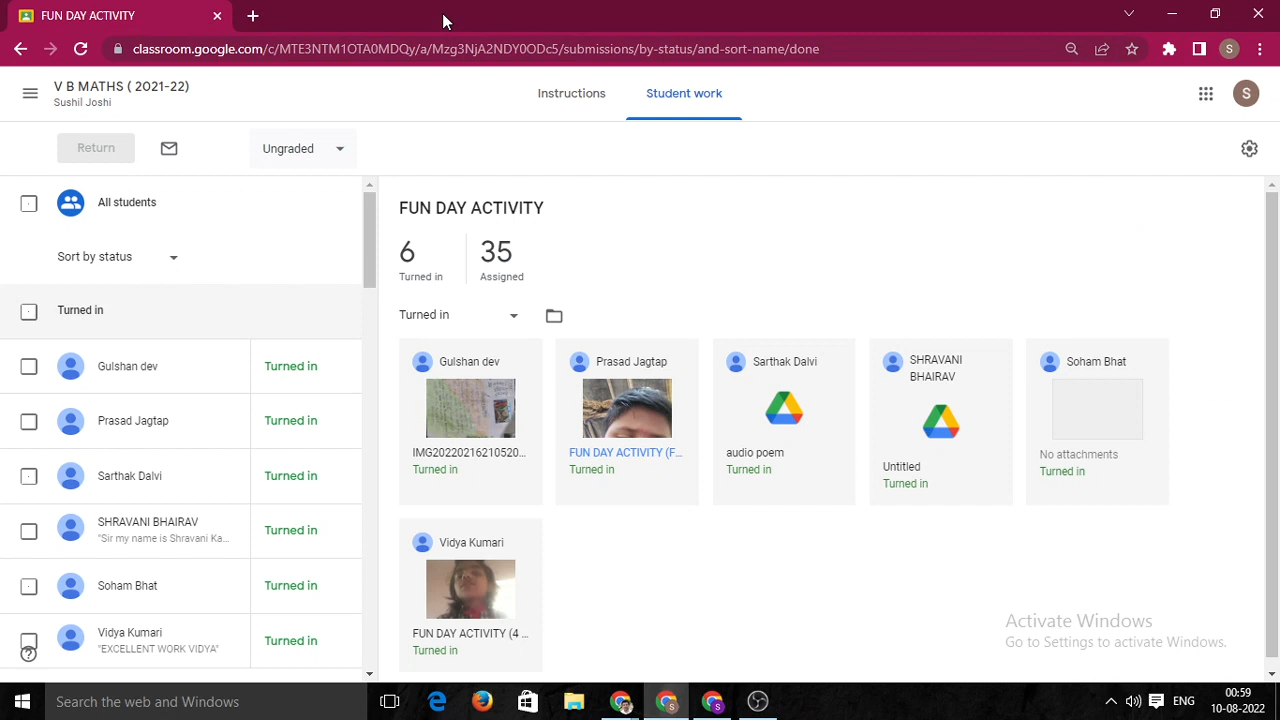 FUN DAY ACTIVITY
classroom.google.com/c/MTE3NTM1OTA0MDQy/a/Mzg3NjA2NDY0ODc5/submissions/by-status/and-sort-name/done
S
V B MATHS ( 2021-22)
Sushil Joshi
Instructions
Student work
S
Return
Ungraded
All students
Sort by status
Turned in
Gulshan dev
Turned in
Prasad Jagtap
Turned in
Sarthak Dalvi
Turned in
SHRAVANI BHAIRAV
"Sir my name is Shravani Ka...
Turned in
Soham Bhat
Turned in
Vidya Kumari
"EXCELLENT WORK VIDYA"
Turned in
FUN DAY ACTIVITY
6
Turned in
35
Assigned
Turned in
Gulshan dev
IMG20220216210520...
Turned in
Prasad Jagtap
FUN DAY ACTIVITY (F...
Turned in
Sarthak Dalvi
audio poem
Turned in
SHRAVANI
BHAIRAV
Untitled
Turned in
Soham Bhat
No attachments
Turned in
Vidya Kumari
FUN DAY ACTIVITY (4 ...
Turned in
Activate Windows
Go to Settings to activate Windows.
Search the web and Windows
ENG
00:59
10-08-2022